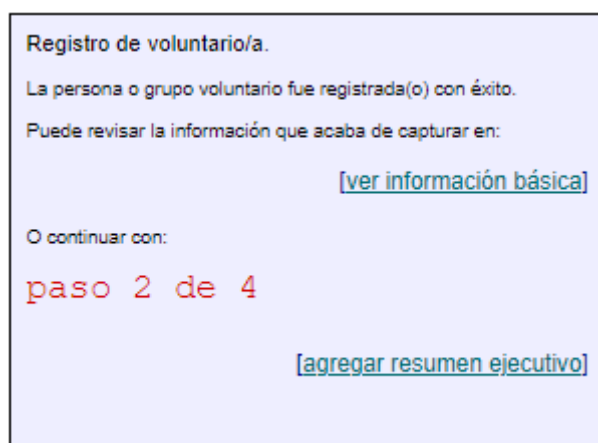 Registro de voluntario/a.
La persona o grupo voluntario fue registrada(o) con éxito.
Puede revisar la información que acaba de capturar en:
[ver información básica]
O continuar con:
paso 2 de 4
[agregar resumen ejecutivo]